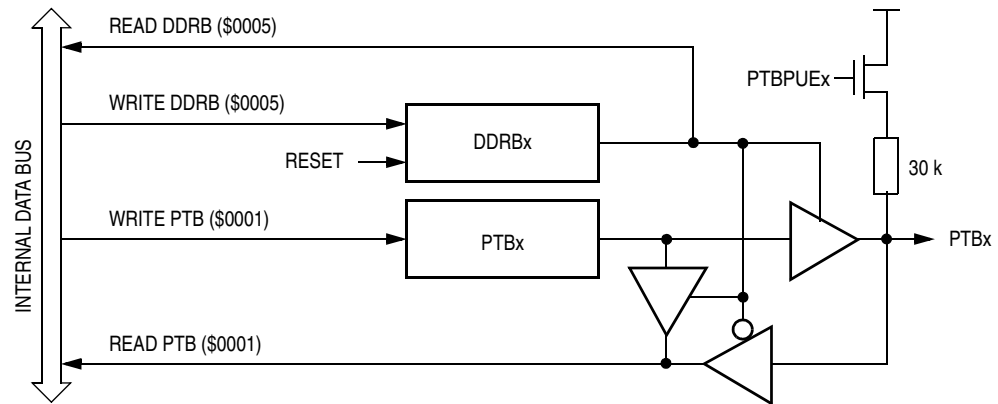 READ DDRB ($0005)
PTBPUEx
WRITE DDRB ($0005)
DDRBx
RESET
30 k
INTERNAL DATA BUS
WRITE PTB ($0001)
PTBx
PTBx
READ PTB ($0001)